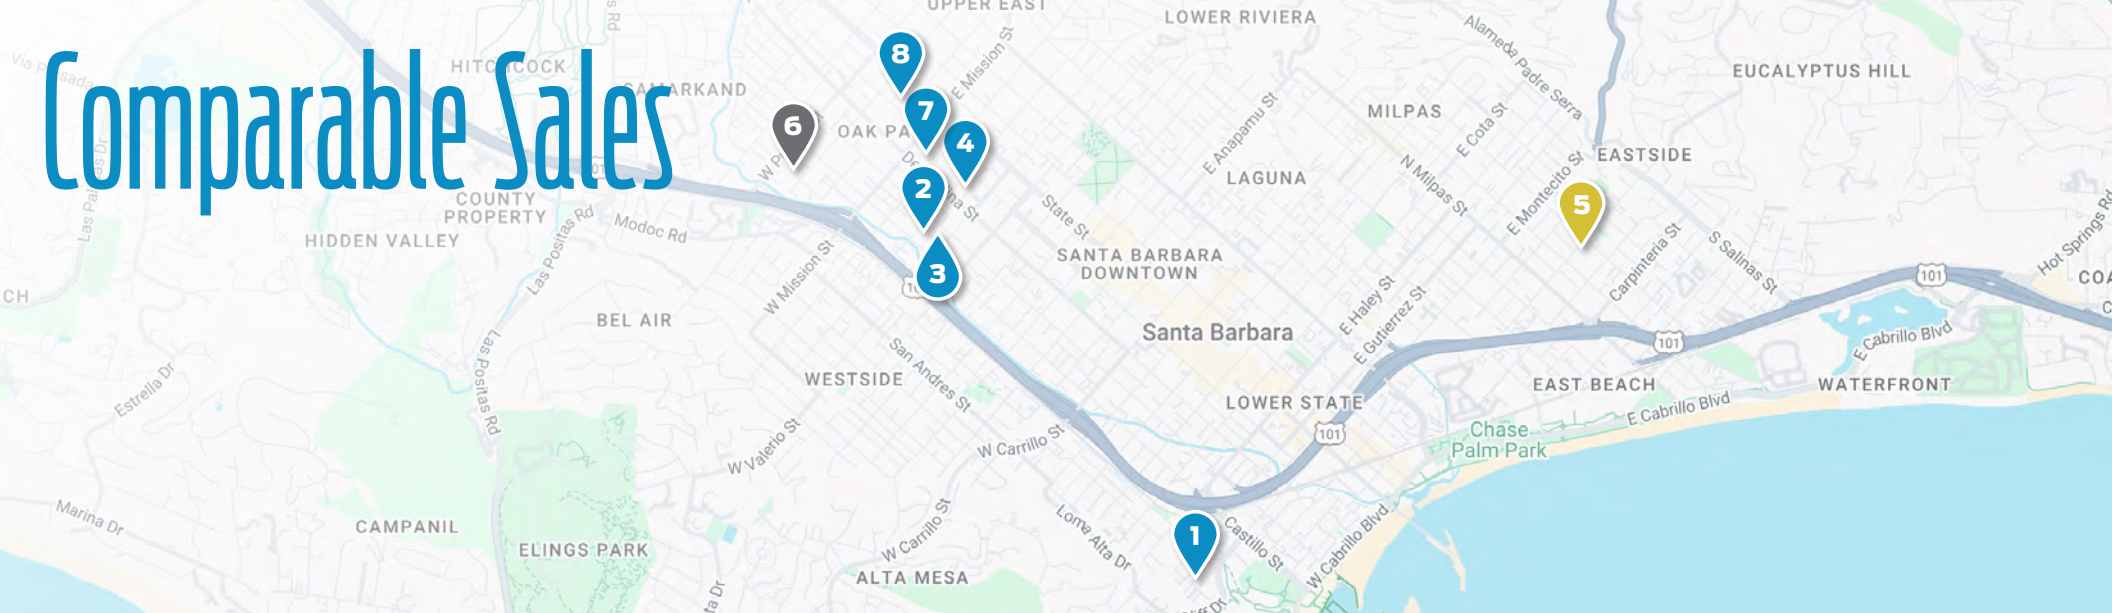 Comparable Sales
UPPER EAST
LOWER RIVIERA
HITCHCOCK
SAMARKAND
8
E Mission St
Alameda Padre Serra
EUCALYPTUS HILL
7
6
OAK PA
4
MILPAS
E Cota St
E Anapamu St
EASTSIDE
LAGUNA
N Milpas St
E Montecito St
2
5
COUNTY
PROPERTY
Modoc Rd
State St
HIDDEN VALLEY
Las Positas Rd
SANTA BARBARA
DOWNTOWN
S Salinas St
Hot Springs Rd
Carpinteria St
3
W Mission St
101
COA
CH
E Haley St
E Gutierrez St
BEL AIR
Santa Barbara
101
E Cabrillo Blvd
San Andres St
Las Positas Rd
Estrella Dr
WESTSIDE
EAST BEACH
WATERFRONT
LOWER STATE
E Cabrillo Blvd
101
Chase
Palm Park
W Carrillo St
W Valerio St
Marina Dr
CAMPANIL
ELINGS PARK
Loma Alta Dr
1
Castillo St
W Cabrillo Blvd
W Carrillo St
ALTA MESA